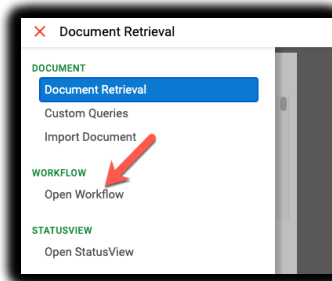 Document Retrieval
DOCUMENT
Document Retrieval
Custom Queries
Import Document
WORKFLOW
Open Workflow
STATUSVIEW
Open StatusView